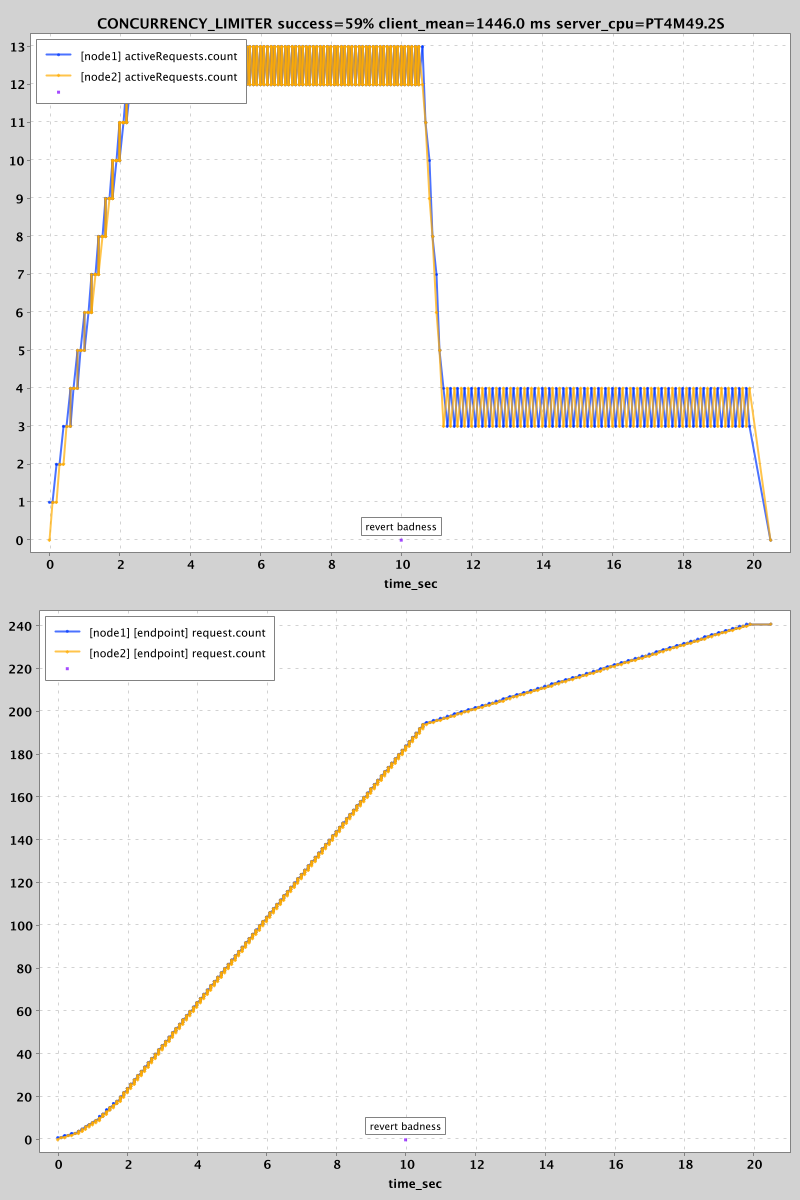 CONCURRENCY_LIMITER success=59% client_mean=1446.0 ms server_cpu=PT4M49.2S
13
12
11
10
9
8
7
6
5
4
3
2
1
0
[node1] activeRequests.count
[node2] activeRequests.count
revert badness
0 2 4 6 8 10 12 14 16 18 20
time_sec
240
220
200
180
160
140
120
100
80
60
40
20
0
[node1] [endpoint] request.count
[node2] [endpoint] request.count
revert badness
0 2 4 6 8 10 12 14 16 18 20
time_sec